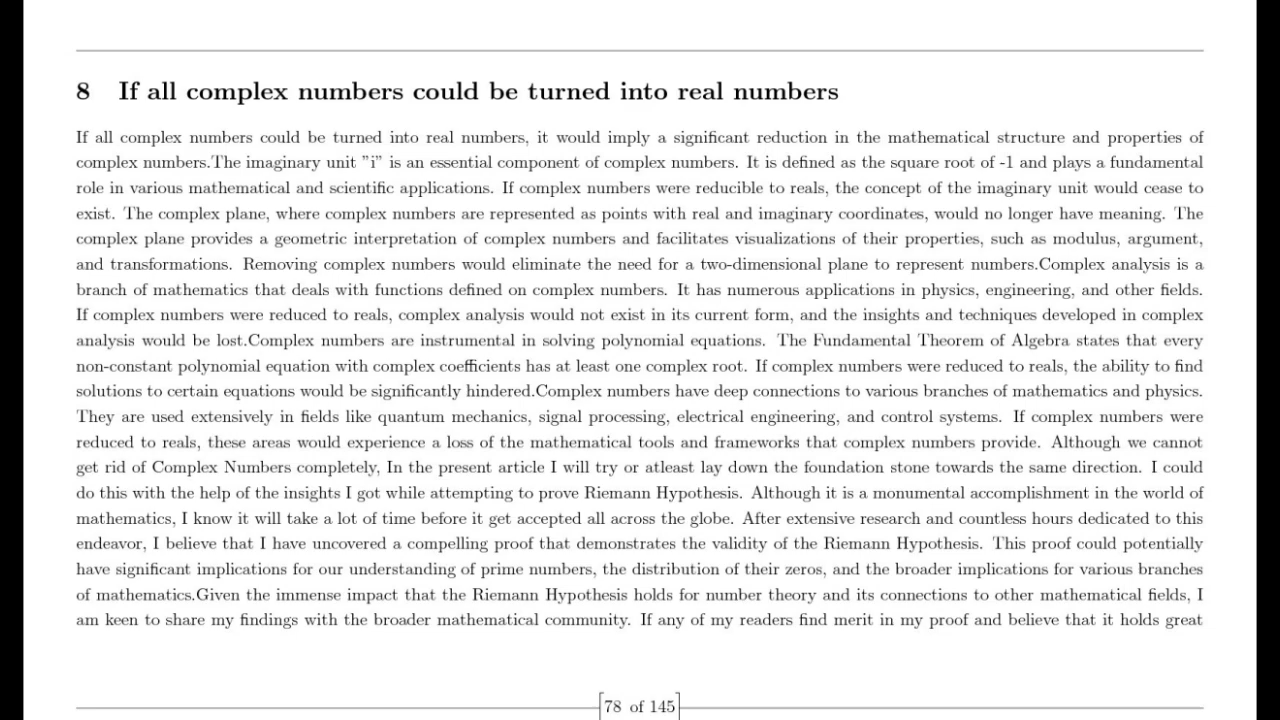 8 If all complex numbers could be turned into real numbers
If all complex numbers could be turned into real numbers, it would imply a significant reduction in the mathematical structure and properties of
complex numbers.The imaginary unit ”i” is an essential component of complex numbers. It is defined as the square root of -1 and plays a fundamental
role in various mathematical and scientific applications. If complex numbers were reducible to reals, the concept of the imaginary unit would cease to
exist. The complex plane, where complex numbers are represented as points with real and imaginary coordinates, would no longer have meaning. The
complex plane provides a geometric interpretation of complex numbers and facilitates visualizations of their properties, such as modulus, argument,
and transformations. Removing complex numbers would eliminate the need for a two-dimensional plane to represent numbers.Complex analysis is a
branch of mathematics that deals with functions defined on complex numbers. It has numerous applications in physics, engineering, and other fields.
If complex numbers were reduced to reals, complex analysis would not exist in its current form, and the insights and techniques developed in complex
analysis would be lost.Complex numbers are instrumental in solving polynomial equations. The Fundamental Theorem of Algebra states that every
non-constant polynomial equation with complex coefficients has at least one complex root. If complex numbers were reduced to reals, the ability to find
solutions to certain equations would be significantly hindered.Complex numbers have deep connections to various branches of mathematics and physics.
They are used extensively in fields like quantum mechanics, signal processing, electrical engineering, and control systems. If complex numbers were
reduced to reals, these areas would experience a loss of the mathematical tools and frameworks that complex numbers provide. Although we cannot
get rid of Complex Numbers completely, In the present article I will try or atleast lay down the foundation stone towards the same direction. I could
do this with the help of the insights I got while attempting to prove Riemann Hypothesis. Although it is a monumental accomplishment in the world of
mathematics, I know it will take a lot of time before it get accepted all across the globe. After extensive research and countless hours dedicated to this
endeavor, I believe that I have uncovered a compelling proof that demonstrates the validity of the Riemann Hypothesis. This proof could potentially
have significant implications for our understanding of prime numbers, the distribution of their zeros, and the broader implications for various branches
of mathematics.Given the immense impact that the Riemann Hypothesis holds for number theory and its connections to other mathematical fields, I
am keen to share my findings with the broader mathematical community. If any of my readers find merit in my proof and believe that it holds great
78 of 145